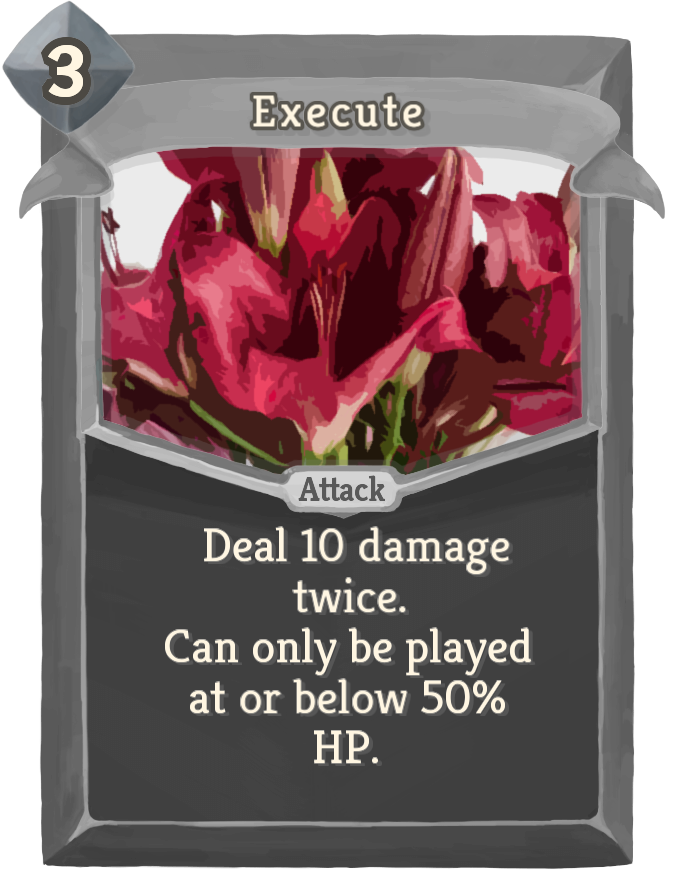 3
Execute
Attack
Deal 10 damage
twice.
Can only be played
at or below 50%
HP.